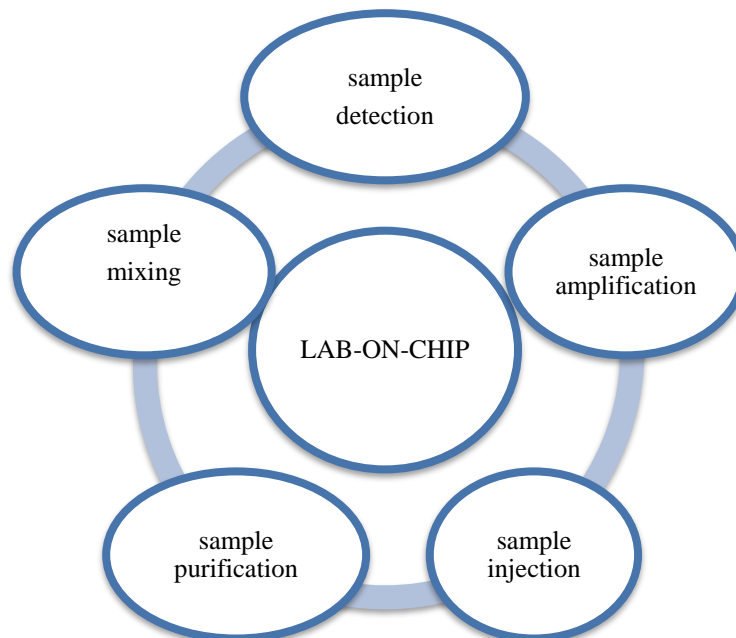 sample
detection
sample
mixing
sample
amplification
LAB-ON-CHIP
sample
purification
sample
injection